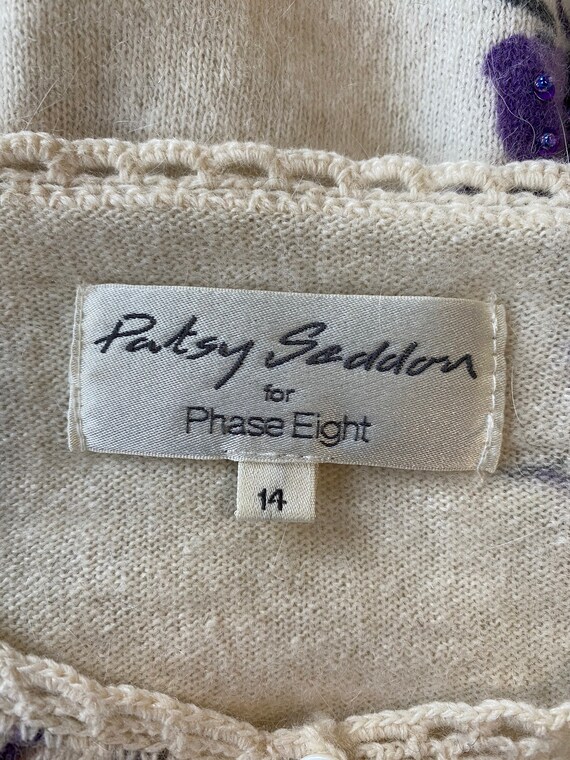 Patsy Seddon
for
Phase Eight
14